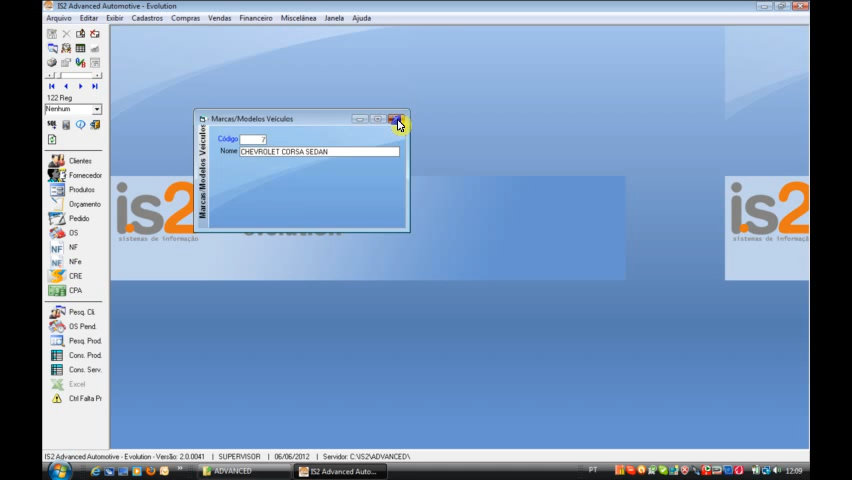 IS2 Advanced Automotive - Evolution
Arquivo Editar Exibir Cadastros Compras Vendas Financeiro Miscelânea Janela Ajuda
122 Reg
Nenhum
Clientes
Fornecedor
Produtos
Orçamento
Pedido
OS
NF
NFe
CRE
CPA
Pesq. Cli.
OS Pend.
Pesq. Prod.
Cons. Prod.
Cons. Serv.
Excel
Ctrl Falta Pr
Marcas/Modelos Veículos
Marcas/Modelos Veículos
Código 7
Nome CHEVROLET CORSA SEDAN
is2
sistemas de informação
evolution
is2
sistemas de informação
IS2 Advanced Automotive - Evolution - Versão: 2.0.0041 | SUPERVISOR | 06/06/2012 | Servidor: C:\IS2\ADVANCED\
ADVANCED
IS2 Advanced Auto...
PT
12:09